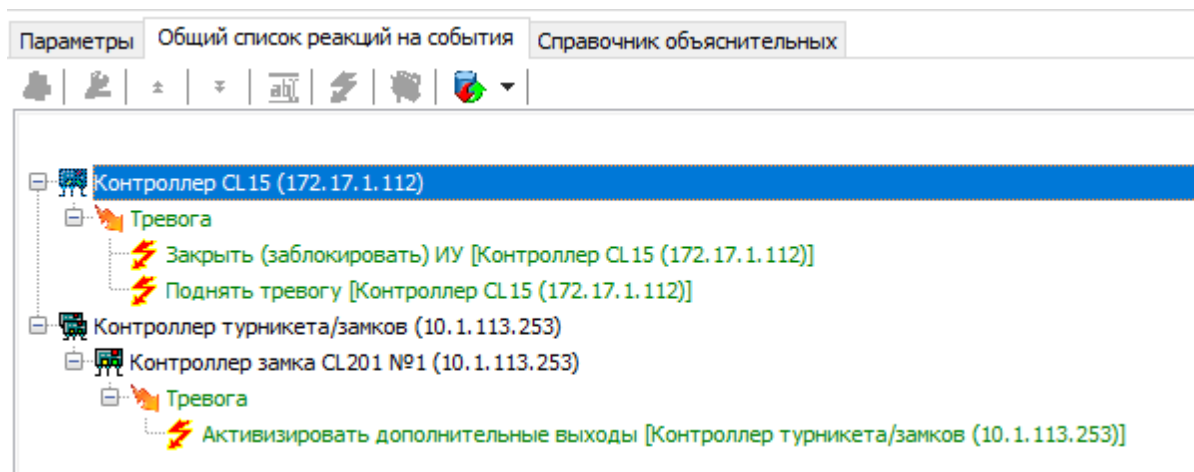 Параметры Общий список реакций на события Справочник объяснительных
ab
Контроллер CL15 (172.17.1.112)
Тревога
Закрыть (заблокировать) ИУ [Контроллер CL15 (172.17.1.112)]
Поднять тревогу [Контроллер CL15 (172.17.1.112)]
Контроллер турникета/замков (10.1.113.253)
Контроллер замка CL201 №1 (10.1.113.253)
Тревога
Активизировать дополнительные выходы [Контроллер турникета/замков (10.1.113.253)]